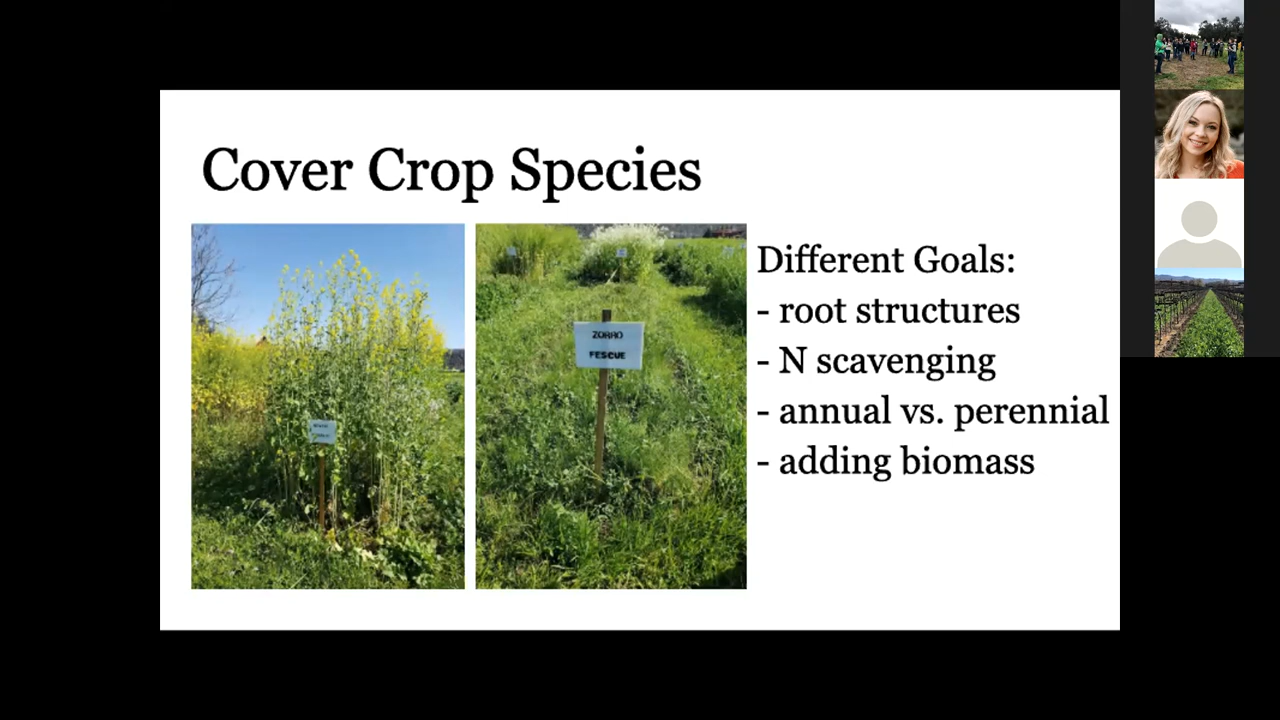 Cover Crop Species
ZORRO
FESCUE
Different Goals:
- root structures
- N scavenging
- annual vs. perennial
- adding biomass